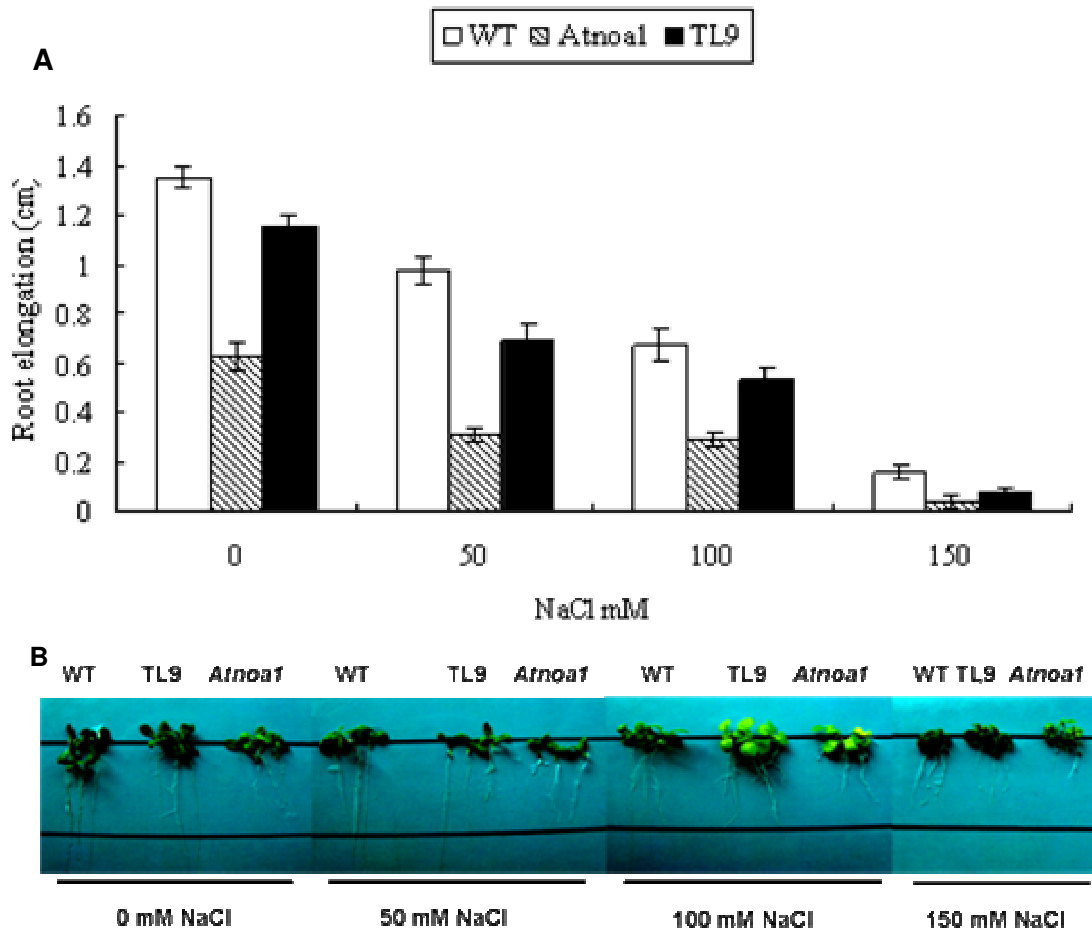 WT Atnoa1 TL9
A
1.6
1.4
1.2
1
0.8
0.6
0.4
0.2
0
Root elongation (cm)
0 50 100 150
NaCl mM
B
WT TL9 Atnoa1 WT TL9 Atnoa1 WT TL9 Atnoa1 WT TL9 Atnoa1
0 mM NaCl 50 mM NaCl 100 mM NaCl 150 mM NaCl